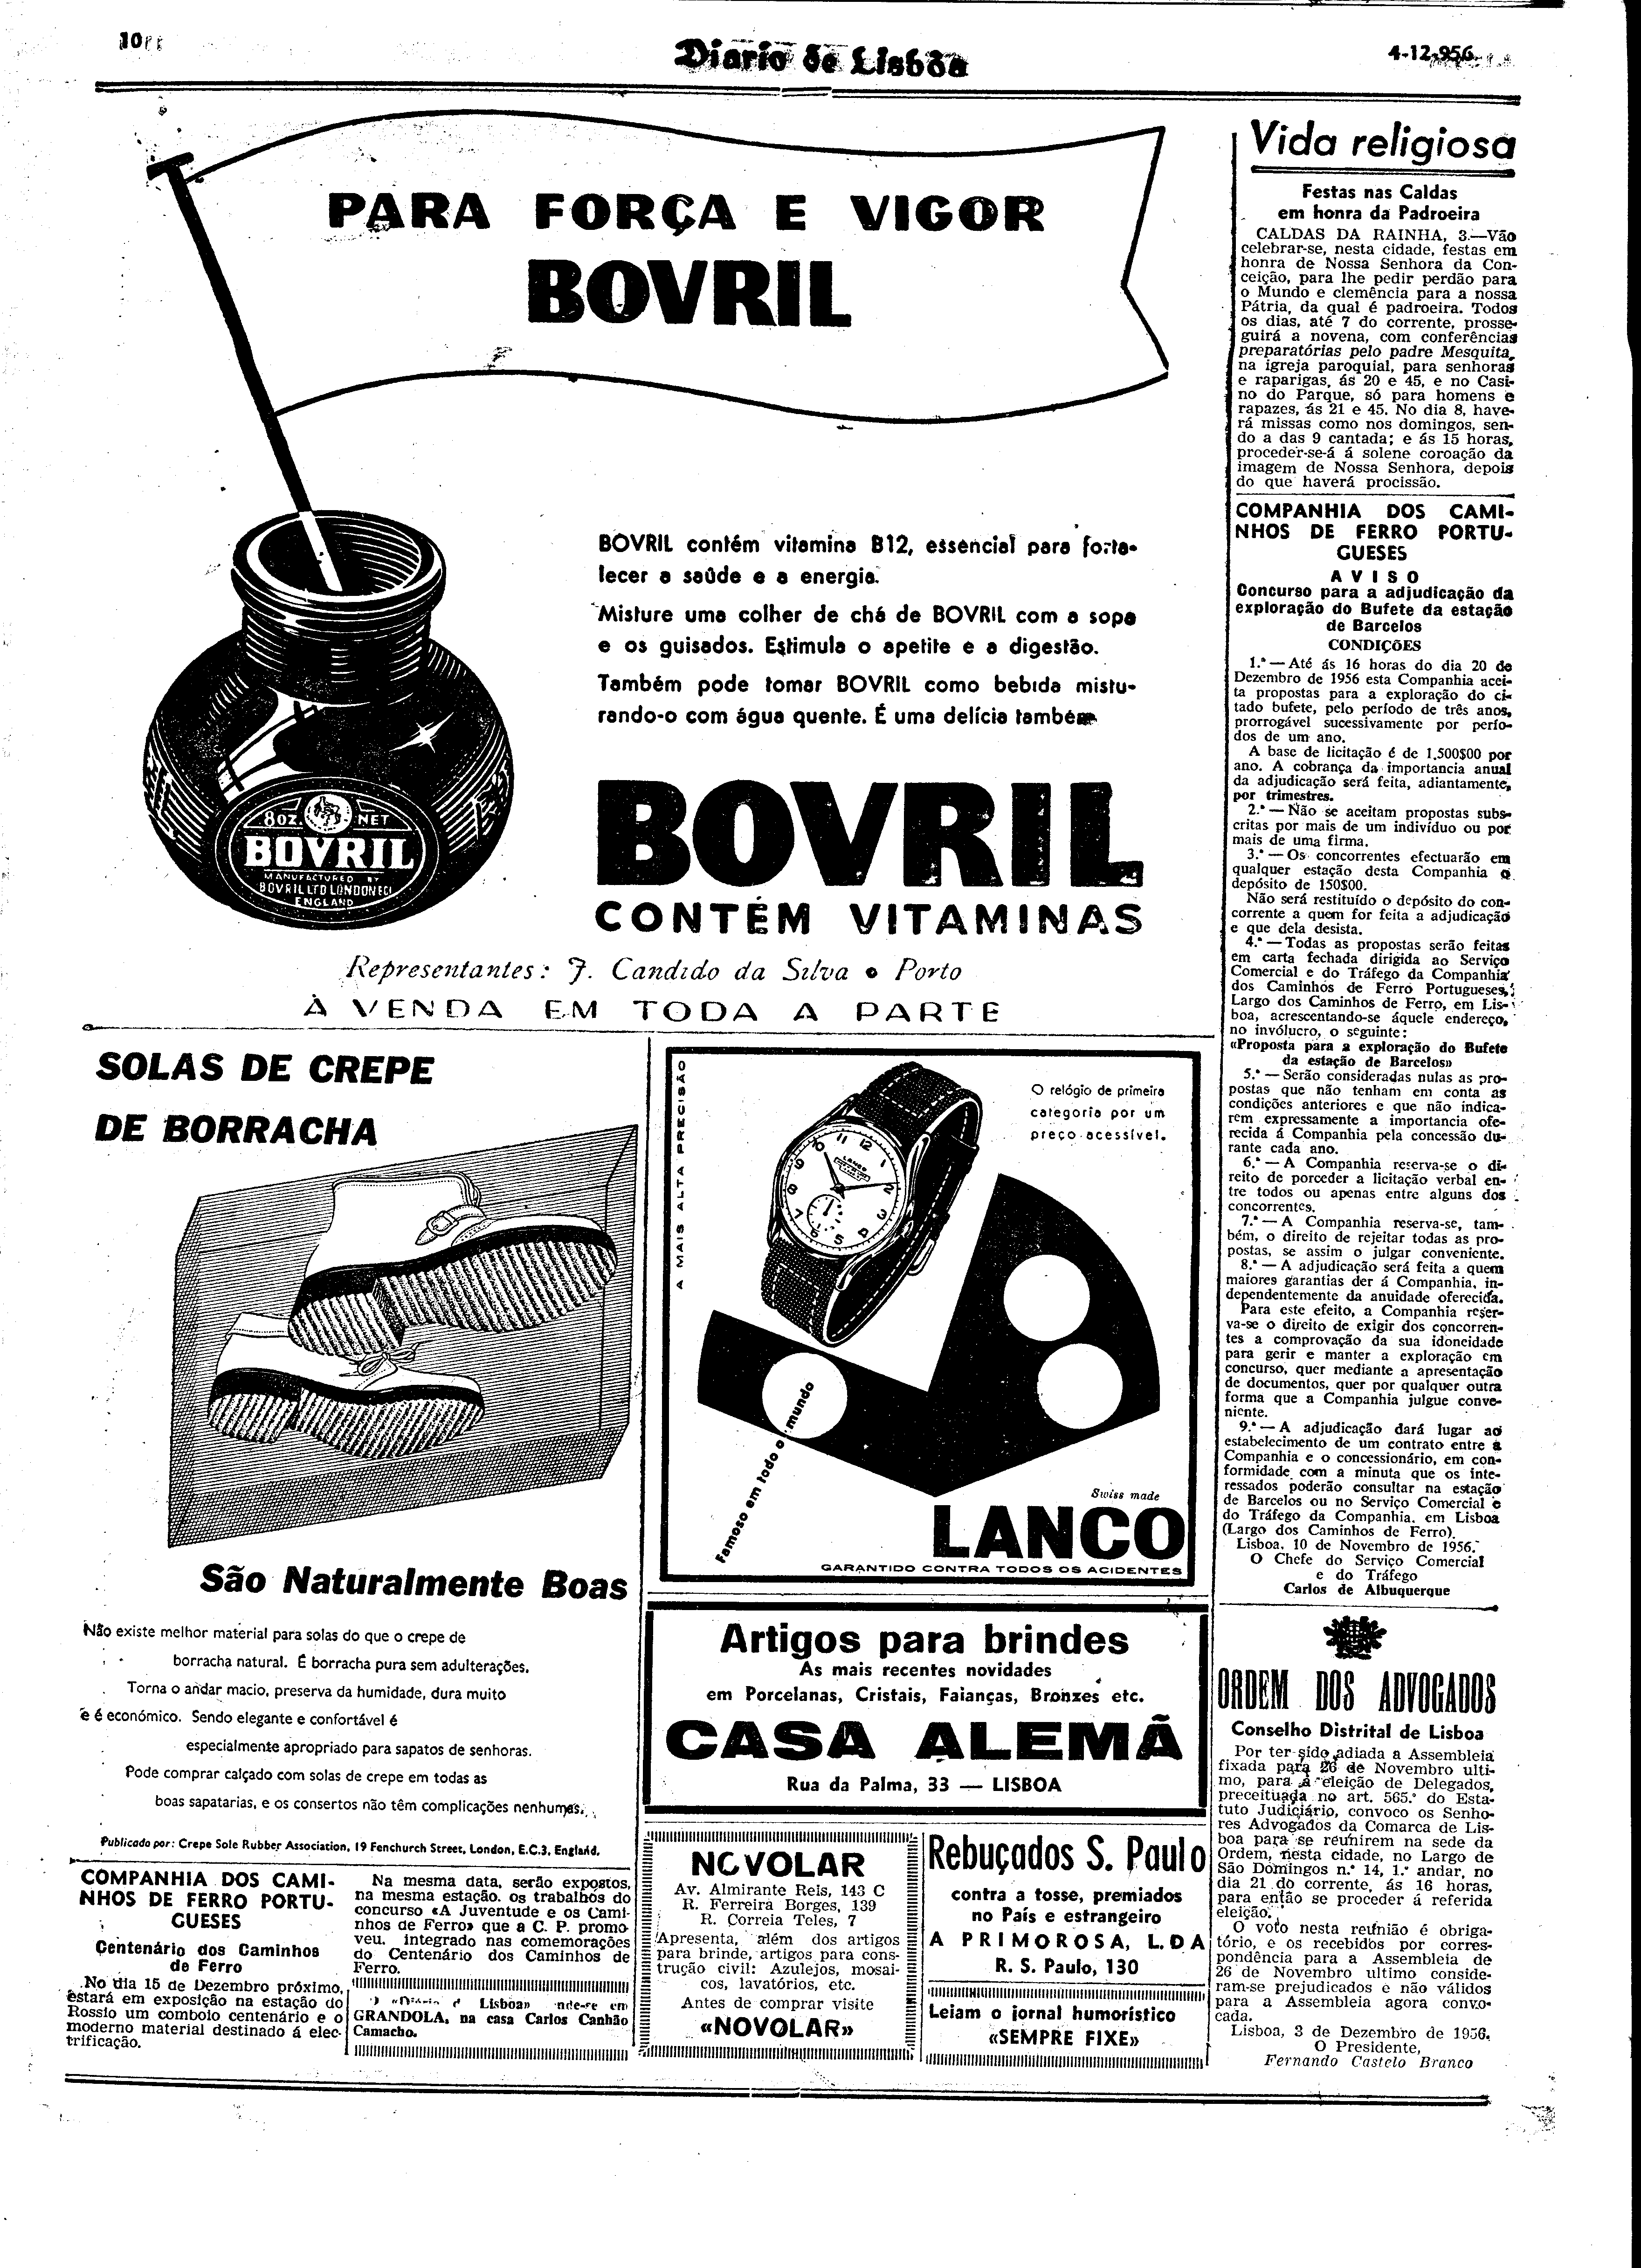 10
Diario de Lisbôa
4-12-956
PARA FORÇA E VIGOR
BOVRIL
BOVRIL contém vitamina B12, essencial para forta-
lecer a saúde e a energia.
Misture uma colher de chá de BOVRIL com a sopa
e os guisados. Estimula o apetite e a digestão.
Também pode tomar BOVRIL como bebida mistu-
rando-o com água quente. É uma delícia também
8 OZ. NET
BOVRIL
MANUFACTURED BY
BOVRIL LTD LONDON EC1
ENGLAND
BOVRIL
CONTÉM VITAMINAS
Representantes: J. Candido da Silva • Porto
À VENDA EM TODA A PARTE
SOLAS DE CREPE
DE BORRACHA
São Naturalmente Boas
Não existe melhor material para solas do que o crepe de
borracha natural. É borracha pura sem adulterações.
Torna o andar macio, preserva da humidade, dura muito
e é económico. Sendo elegante e confortável é
especialmente apropriado para sapatos de senhoras.
Pode comprar calçado com solas de crepe em todas as
boas sapatarias, e os consertos não têm complicações nenhumas.
Publicado por: Crepe Sole Rubber Association, 19 Fenchurch Street, London, E.C.3, England.
A MAIS ALTA PRECISÃO
O relógio de primeira
categoria por um
preço acessível.
LANCO
Famoso em todo o mundo
Swiss made
LANCO
GARANTIDO CONTRA TODOS OS ACIDENTES
Artigos para brindes
As mais recentes novidades
em Porcelanas, Cristais, Faianças, Bronzes etc.
CASA ALEMÃ
Rua da Palma, 33 — LISBOA
COMPANHIA DOS CAMI-
NHOS DE FERRO PORTU-
GUESES
Centenário dos Caminhos
de Ferro
No dia 15 de Dezembro próximo,
estará em exposição na estação do
Rossio um comboio centenário e o
moderno material destinado á elec-
trificação.
Na mesma data, serão expostos,
na mesma estação, os trabalhos do
concurso «A Juventude e os Cami-
nhos de Ferro» que a C. P. promo-
veu, integrado nas comemorações
do Centenário dos Caminhos de
Ferro.
Lisboa» em
GRANDOLA, na casa Carlos Canhão
Camacho.
NOVOLAR
Av. Almirante Reis, 143 C
R. Ferreira Borges, 139
R. Correia Teles, 7
Apresenta, além dos artigos
para brinde, artigos para cons-
trução civil: Azulejos, mosai-
cos, lavatórios, etc.
Antes de comprar visite
«NOVOLAR»
Rebuçados S. Paulo
contra a tosse, premiados
no País e estrangeiro
A PRIMOROSA, L.DA
R. S. Paulo, 130
Leiam o jornal humorístico
«SEMPRE FIXE»
Vida religiosa
Festas nas Caldas
em honra da Padroeira
CALDAS DA RAINHA, 3.—Vão
celebrar-se, nesta cidade, festas em
honra de Nossa Senhora da Con-
ceição, para lhe pedir perdão para
o Mundo e clemência para a nossa
Pátria, da qual é padroeira. Todos
os dias, até 7 do corrente, prosse-
guirá a novena, com conferências
preparatórias pelo padre Mesquita,
na igreja paroquial, para senhoras
e raparigas, ás 20 e 45, e no Casi-
no do Parque, só para homens e
rapazes, ás 21 e 45. No dia 8, have-
rá missas como nos domingos, sen-
do a das 9 cantada; e ás 15 horas,
proceder-se-á á solene coroação da
imagem de Nossa Senhora, depois
do que haverá procissão.
COMPANHIA DOS CAMI-
NHOS DE FERRO PORTU-
GUESES
AVISO
Concurso para a adjudicação da
exploração do Bufete da estação
de Barcelos
CONDIÇÕES
1.ª — Até ás 16 horas do dia 20 de
Dezembro de 1956 esta Companhia acei-
ta propostas para a exploração do ci-
tado bufete, pelo período de três anos,
prorrogável sucessivamente por perío-
dos de um ano.
A base de licitação é de 1.500$00 por
ano. A cobrança da importancia anual
da adjudicação será feita, adiantamente,
por trimestres.
2.ª — Não se aceitam propostas subs-
critas por mais de um indivíduo ou por
mais de uma firma.
3.ª — Os concorrentes efectuarão em
qualquer estação desta Companhia o
depósito de 150$00.
Não será restituído o depósito do con-
corrente a quem for feita a adjudicação
e que dela desista.
4.ª — Todas as propostas serão feitas
em carta fechada dirigida ao Serviço
Comercial e do Tráfego da Companhia
dos Caminhos de Ferro Portugueses,
Largo dos Caminhos de Ferro, em Lis-
boa, acrescentando-se áquele endereço,
no invólucro, o seguinte:
«Proposta para a exploração do Bufete
da estação de Barcelos»
5.ª — Serão consideradas nulas as pro-
postas que não tenham em conta as
condições anteriores e que não indica-
rem expressamente a importancia ofe-
recida á Companhia pela concessão du-
rante cada ano.
6.ª — A Companhia reserva-se o di-
reito de porceder a licitação verbal en-
tre todos ou apenas entre alguns dos
concorrentes.
7.ª — A Companhia reserva-se, tam-
bém, o direito de rejeitar todas as pro-
postas, se assim o julgar conveniente.
8.ª — A adjudicação será feita a quem
maiores garantias der á Companhia, in-
dependentemente da anuidade oferecida.
Para este efeito, a Companhia reser-
va-se o direito de exigir dos concorren-
tes a comprovação da sua idoneidade
para gerir e manter a exploração em
concurso, quer mediante a apresentação
de documentos, quer por qualquer outra
forma que a Companhia julgue conve-
niente.
9.ª — A adjudicação dará lugar ao
estabelecimento de um contrato entre a
Companhia e o concessionário, em con-
formidade com a minuta que os inte-
ressados poderão consultar na estação
de Barcelos ou no Serviço Comercial e
do Tráfego da Companhia, em Lisboa
(Largo dos Caminhos de Ferro).
Lisboa, 10 de Novembro de 1956.
O Chefe do Serviço Comercial
e do Tráfego
Carlos de Albuquerque
ORDEM DOS ADVOGADOS
Conselho Distrital de Lisboa
Por ter sido adiada a Assembleia
fixada para 26 de Novembro ulti-
mo, para a eleição de Delegados,
preceituada no art. 565.º do Esta-
tuto Judiciário, convoco os Senho-
res Advogados da Comarca de Lis-
boa para se reunirem na sede da
Ordem, nesta cidade, no Largo de
São Domingos n.º 14, 1.º andar, no
dia 21 do corrente, ás 16 horas,
para então se proceder á referida
eleição.
O voto nesta reunião é obriga-
tório, e os recebidos por corres-
pondência para a Assembleia de
26 de Novembro ultimo conside-
ram-se prejudicados e não válidos
para a Assembleia agora convo-
cada.
Lisboa, 3 de Dezembro de 1956.
O Presidente,
Fernando Castelo Branco